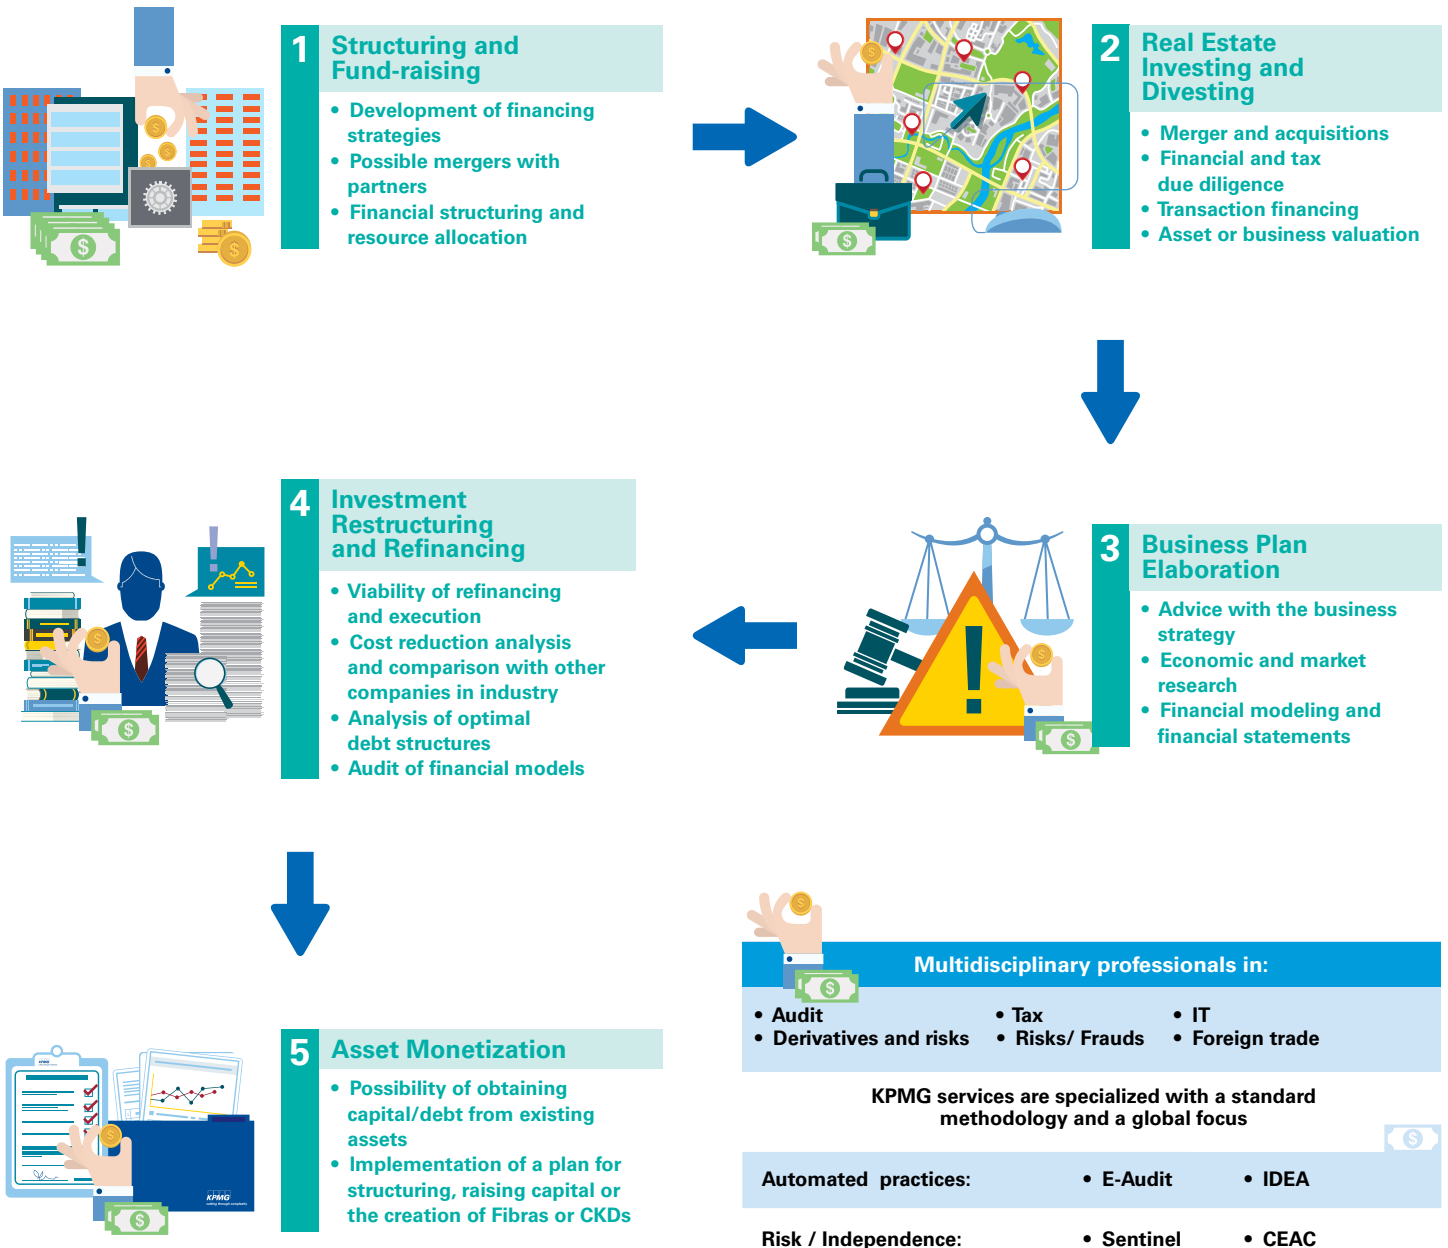 1
Structuring and
Fund-raising
• Development of financing
strategies
• Possible mergers with
partners
• Financial structuring and
resource allocation
2
Real Estate
Investing and
Divesting
• Merger and acquisitions
• Financial and tax
due diligence
• Transaction financing
• Asset or business valuation
3
Business Plan
Elaboration
• Advice with the business
strategy
• Economic and market
research
• Financial modeling and
financial statements
4
Investment
Restructuring
and Refinancing
• Viability of refinancing
and execution
• Cost reduction analysis
and comparison with other
companies in industry
• Analysis of optimal
debt structures
• Audit of financial models
5
Asset Monetization
• Possibility of obtaining
capital/debt from existing
assets
• Implementation of a plan for
structuring, raising capital or
the creation of Fibras or CKDs
KPMG
Multidisciplinary professionals in:
• Audit • Tax • IT
• Derivatives and risks • Risks/ Frauds • Foreign trade
KPMG services are specialized with a standard
methodology and a global focus
Automated practices: • E-Audit • IDEA
Risk / Independence: • Sentinel • CEAC